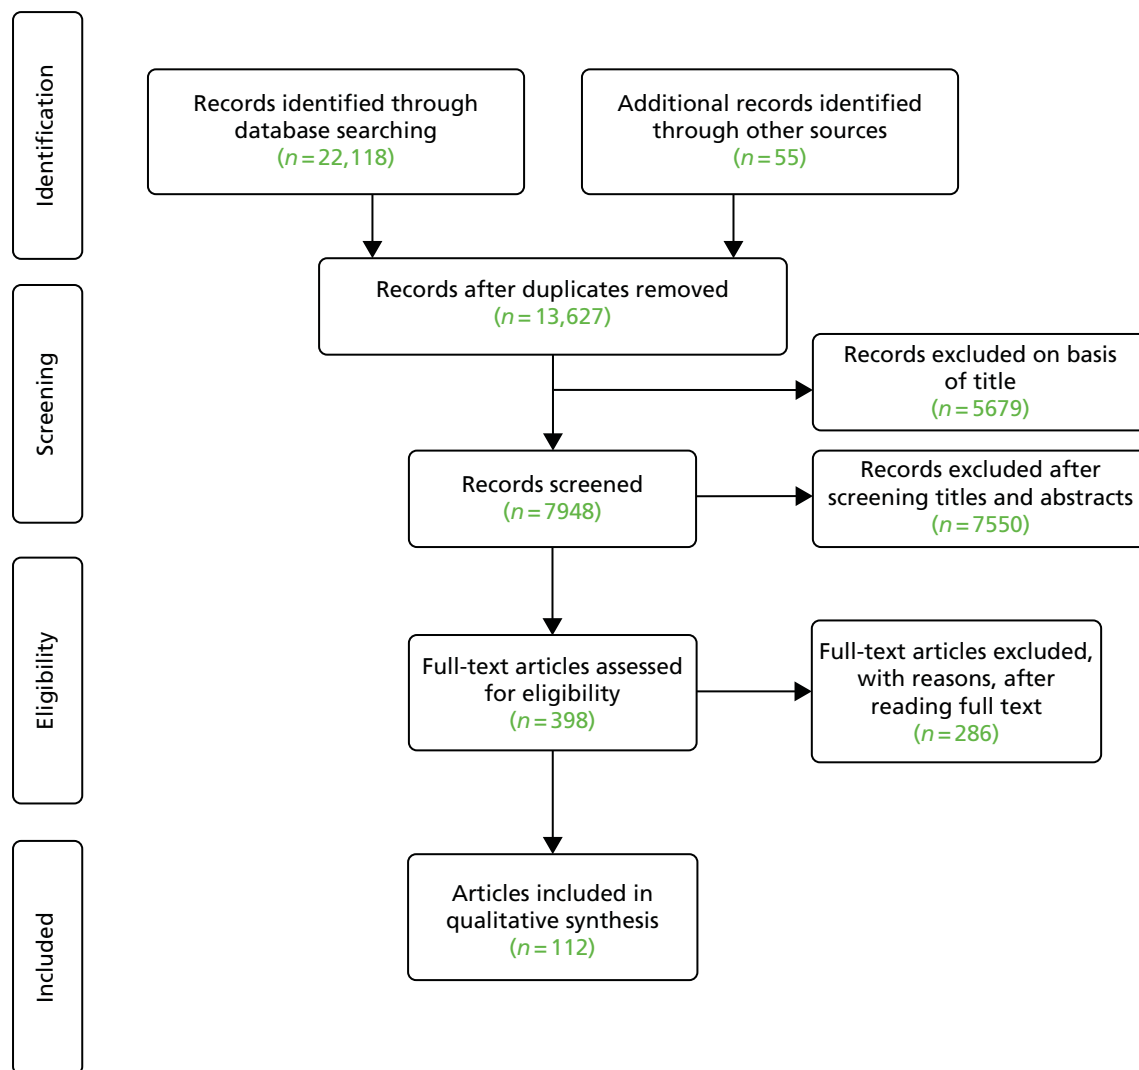 Identification
Records identified through
database searching
(n=22,118)
Additional records identified
through other sources
(n=55)
Records after duplicates removed
(n=13,627)
Screening
Records excluded on basis
of title
(n=5679)
Records screened
(n=7948)
Records excluded after
screening titles and abstracts
(n=7550)
Eligibility
Full-text articles assessed
for eligibility
(n=398)
Full-text articles excluded,
with reasons, after
reading full text
(n=286)
Included
Articles included in
qualitative synthesis
(n=112)